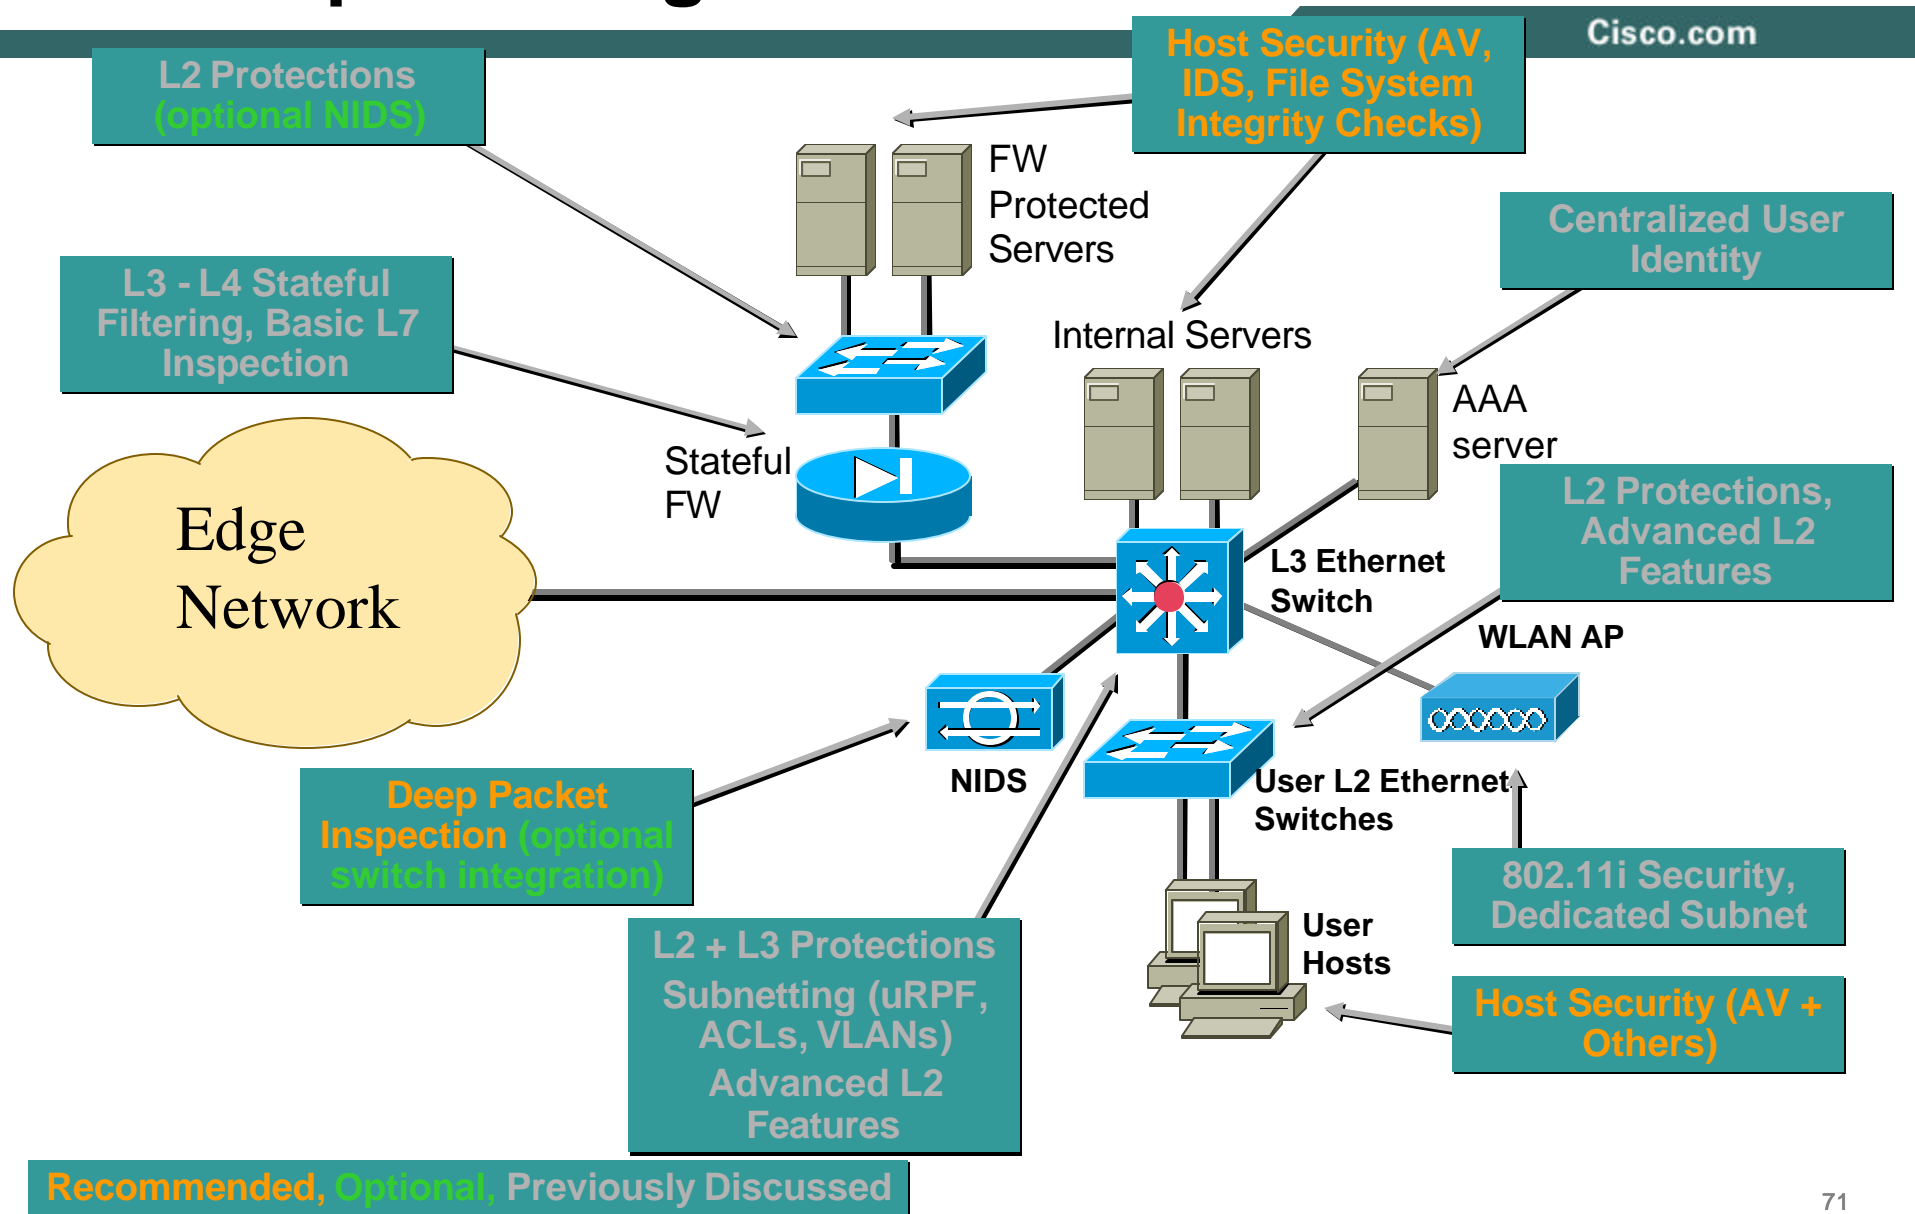 Cisco.com
L2 Protections
(optional NIDS)
Host Security (AV,
IDS, File System
Integrity Checks)
FW
Protected
Servers
Centralized User
Identity
L3 - L4 Stateful
Filtering, Basic L7
Inspection
Internal Servers
AAA
server
Stateful
FW
L2 Protections,
Advanced L2
Features
Edge
Network
L3 Ethernet
Switch
WLAN AP
NIDS
User L2 Ethernet
Switches
Deep Packet
Inspection (optional
switch integration)
802.11i Security,
Dedicated Subnet
User
Hosts
L2 + L3 Protections
Subnetting (uRPF,
ACLs, VLANs)
Advanced L2
Features
Host Security (AV +
Others)
Recommended, Optional, Previously Discussed
71